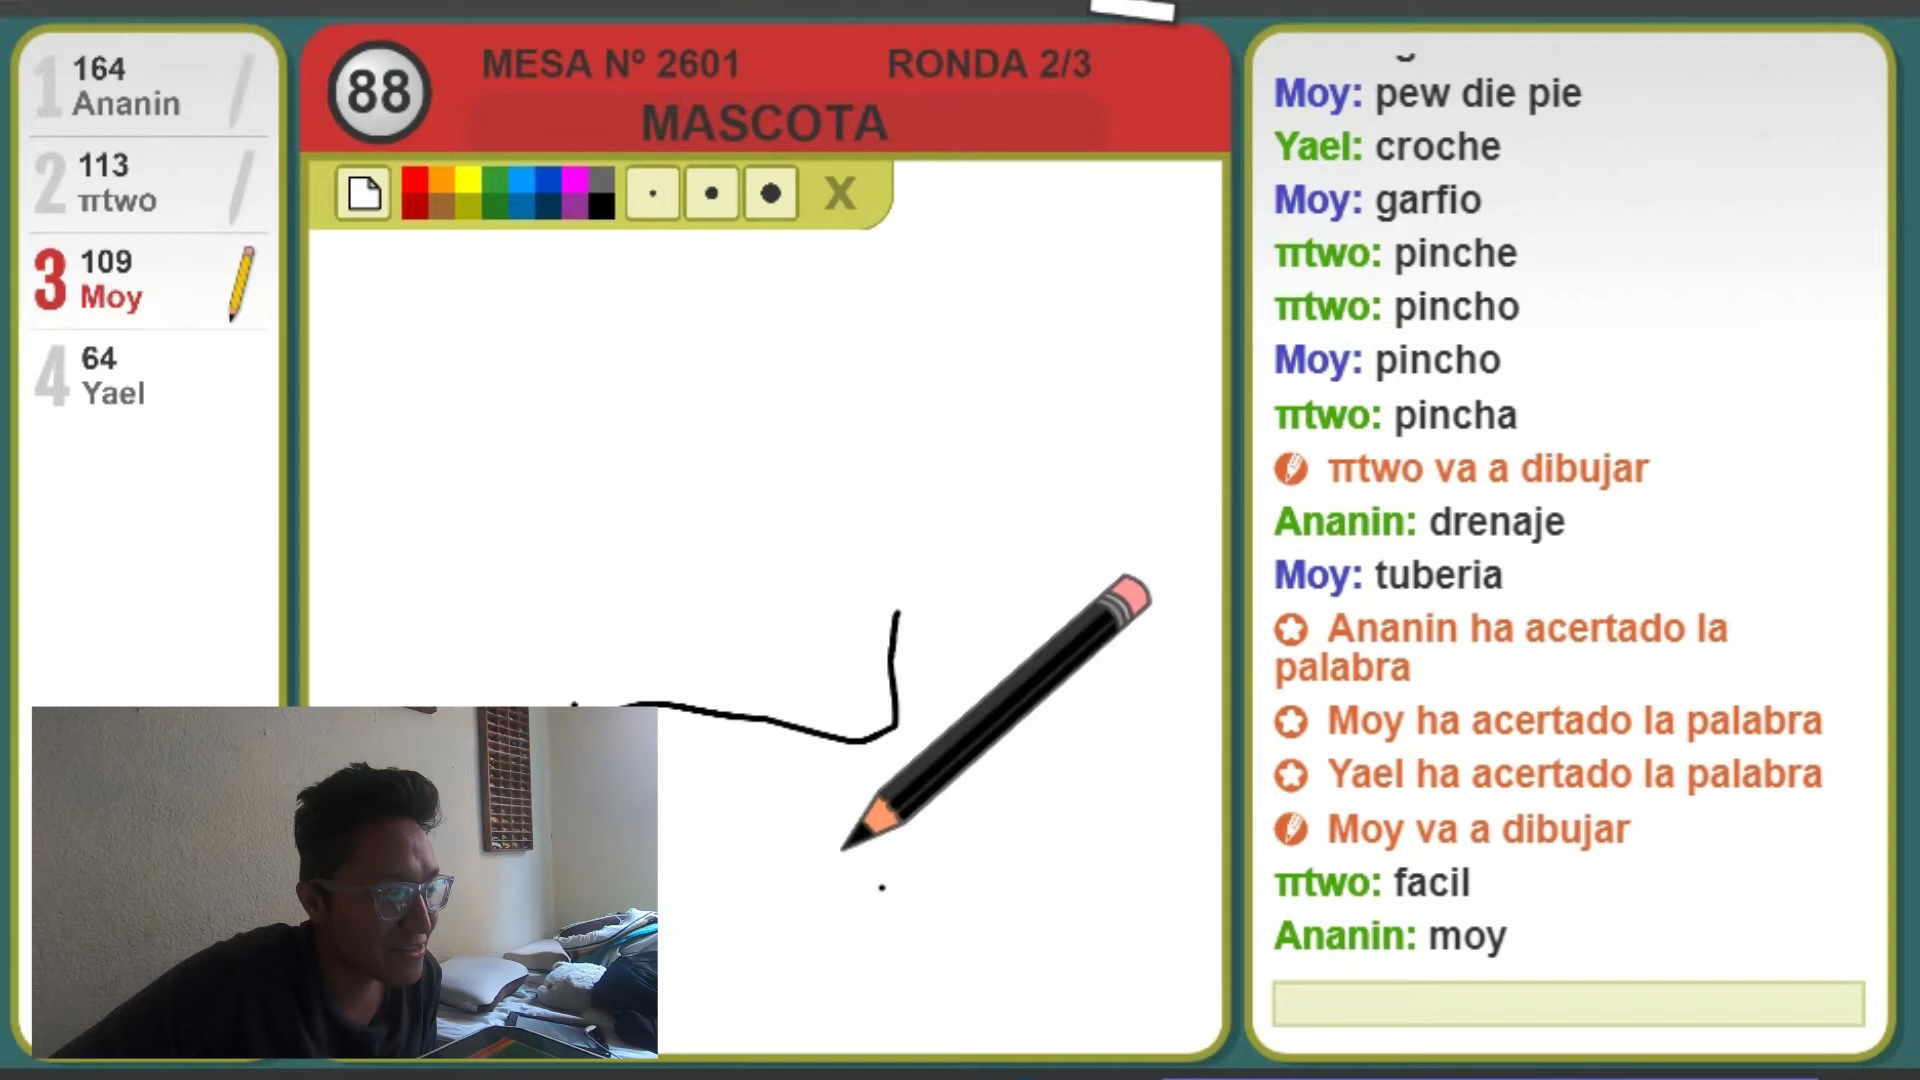 1 164
Ananin
2 113
πtwo
3 109
Moy
4 64
Yael
88
MESA Nº 2601
RONDA 2/3
MASCOTA
X
Moy: pew die pie
Yael: croche
Moy: garfio
πtwo: pinche
πtwo: pincho
Moy: pincho
πtwo: pincha
πtwo va a dibujar
Ananin: drenaje
Moy: tuberia
Ananin ha acertado la
palabra
Moy ha acertado la palabra
Yael ha acertado la palabra
Moy va a dibujar
πtwo: facil
Ananin: moy